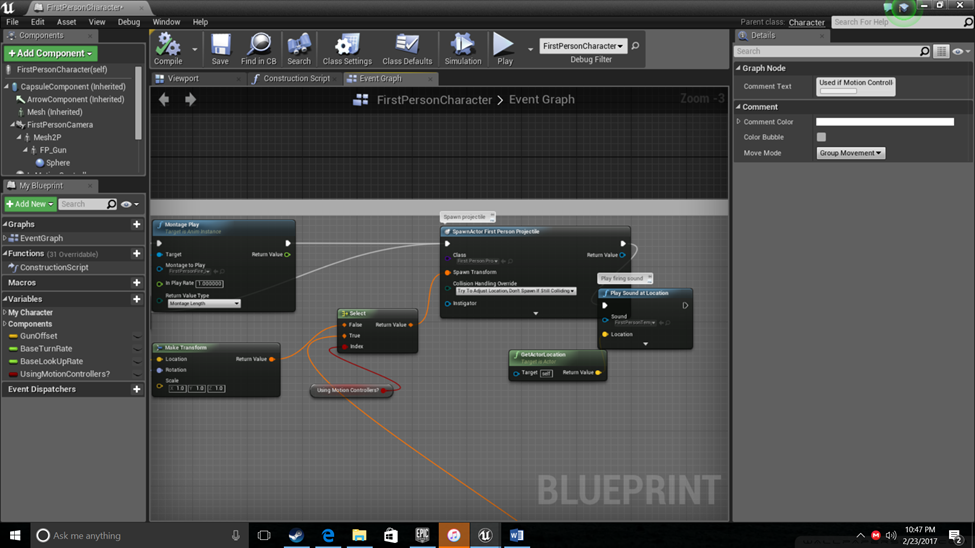 FirstPersonCharacter*
File Edit Asset View Debug Window Help
Parent class: Character
Search For Help
Components
+ Add Component
FirstPersonCharacter(self)
CapsuleComponent (Inherited)
ArrowComponent (Inherited)
Mesh (Inherited)
FirstPersonCamera
Mesh2P
FP_Gun
Sphere
My Blueprint
+ Add New
Search
Graphs
EventGraph
Functions (31 Overridable)
ConstructionScript
Macros
Variables
My Character
Components
GunOffset
BaseTurnRate
BaseLookUpRate
UsingMotionControllers?
Event Dispatchers
Compile
Save
Find in CB
Search
Class Settings
Class Defaults
Simulation
Play
FirstPersonCharacter
Debug Filter
Viewport
Construction Script
Event Graph
FirstPersonCharacter > Event Graph
Zoom -3
Montage Play
Target is Anim Instance
Target
Return Value
Montage to Play
In Play Rate 1.000000
Return Value Type
Montage Length
Make Transform
Location
Return Value
Rotation
Scale
X 1.0 Y 1.0 Z 1.0
Select
False
Return Value
True
Index
Using Motion Controllers?
Spawn projectile
SpawnActor First Person Projectile
Class
Return Value
Spawn Transform
Collision Handling Override
Try To Adjust Location, Don't Spawn If Still Colliding
Instigator
Play firing sound
Play Sound at Location
Sound
Location
GetActorLocation
Target is Actor
Target self
Return Value
BLUEPRINT
Details
Search
Graph Node
Comment Text
Used if Motion Controll
Comment
Comment Color
Color Bubble
Move Mode
Group Movement
Ask me anything
EPIC
10:47 PM
2/23/2017
2